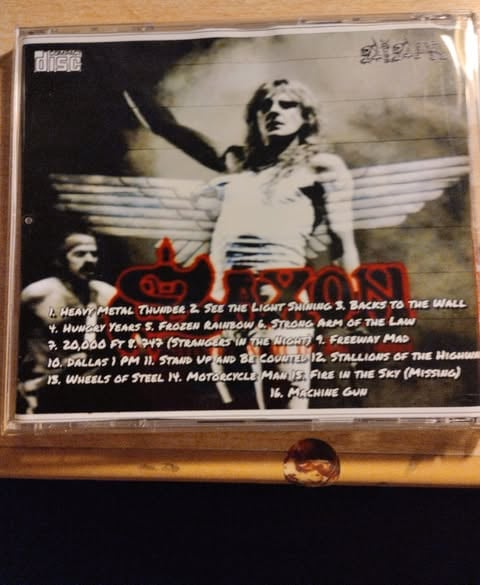 COMPACT
disc
SAXON
1. Heavy Metal Thunder 2. See the Light Shining 3. Backs to the Wall
4. Hungry Years 5. Frozen Rainbow 6. Strong Arm of the Law
7. 20,000 Ft 8. 747 (Strangers in the Night) 9. Freeway Mad
10. Dallas 1 PM 11. Stand Up and Be Counted 12. Stallions of the Highw
13. Wheels of Steel 14. Motorcycle Man 15. Fire in the Sky (Missing)
16. Machine Gun